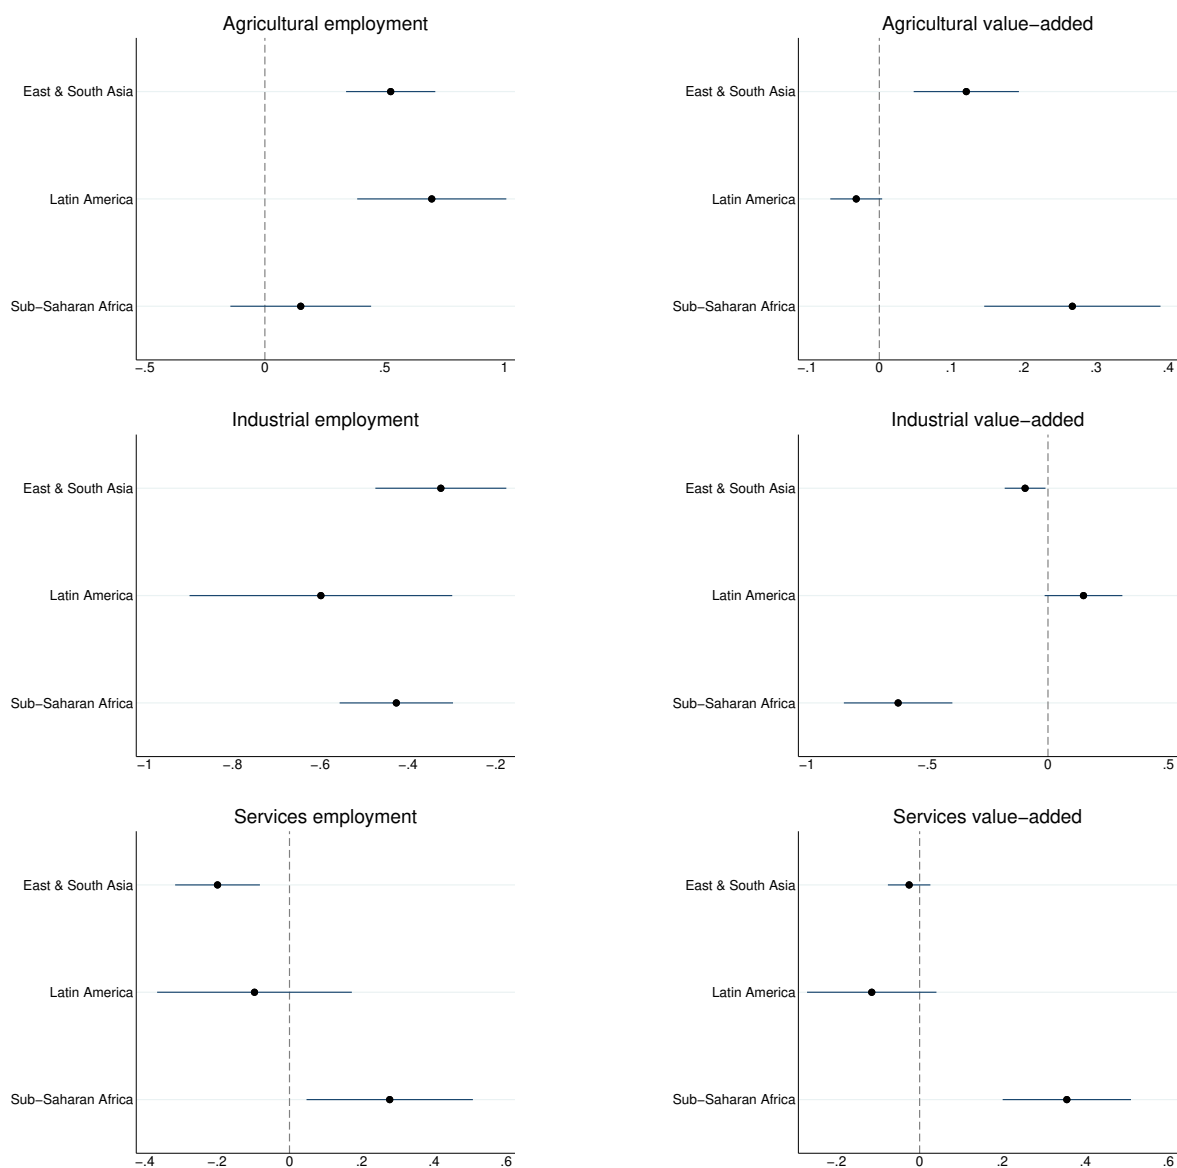 Agricultural employment
East & South Asia
Latin America
Sub−Saharan Africa
−.5 0 .5 1
Agricultural value−added
East & South Asia
Latin America
Sub−Saharan Africa
−.1 0 .1 .2 .3 .4
Industrial employment
East & South Asia
Latin America
Sub−Saharan Africa
−1 −.8 −.6 −.4 −.2
Industrial value−added
East & South Asia
Latin America
Sub−Saharan Africa
−1 −.5 0 .5
Services employment
East & South Asia
Latin America
Sub−Saharan Africa
−.4 −.2 0 .2 .4 .6
Services value−added
East & South Asia
Latin America
Sub−Saharan Africa
−.2 0 .2 .4 .6